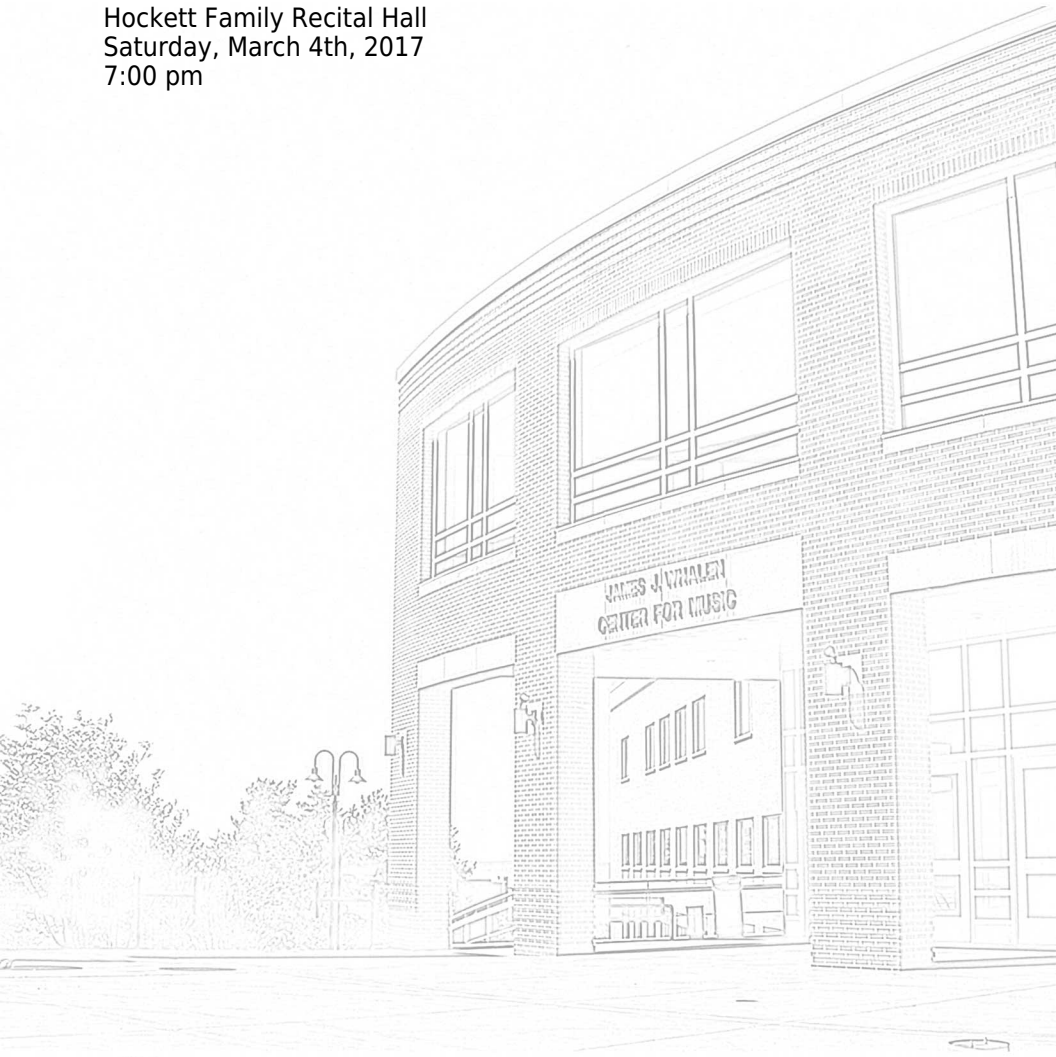 Hockett Family Recital Hall
Saturday, March 4th, 2017
7:00 pm
JAMES J. WHALEN
CENTER FOR MUSIC